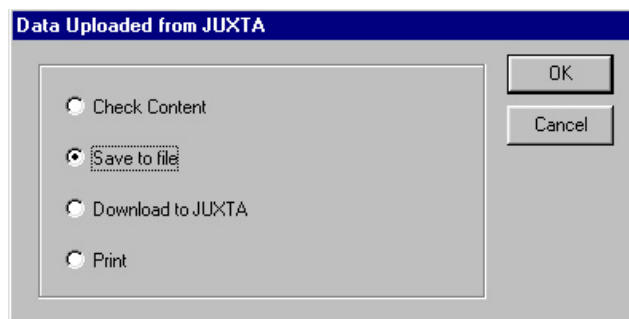 Data Uploaded from JUXTA
OK
Check Content
Cancel
Save to file
Download to JUXTA
Print